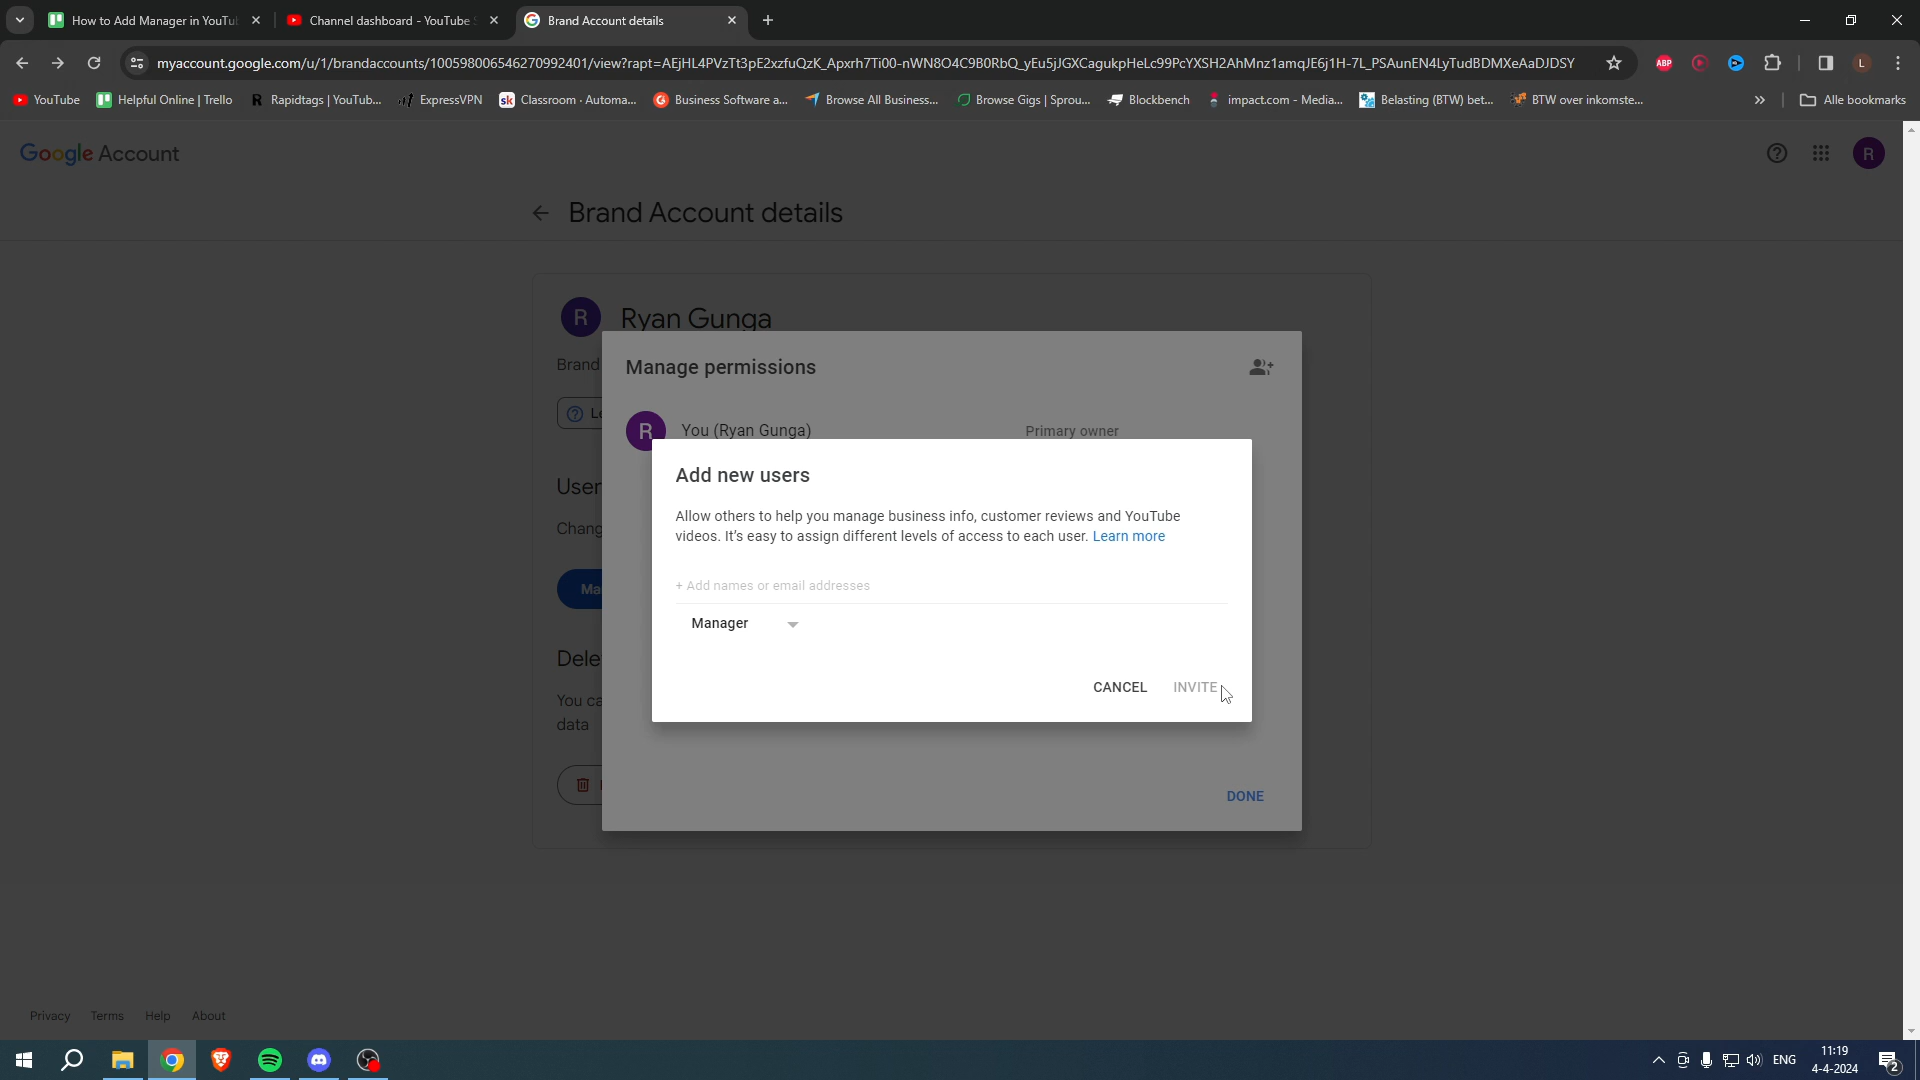 How to Add Manager in YouTu
Channel dashboard - YouTube S
Brand Account details
myaccount.google.com/u/1/brandaccounts/100598006546270992401/view?rapt=AEjHL4PVzTt3pE2xzfuQzK_Apxrh7Ti00-nWN8O4C9B0RbQ_yEu5jJGXCagukpHeLc99PcYXSH2AhMnz1amqJE6j1H-7L_PSAunEN4LyTudBDMXeAaDJDSY
ABP
L
YouTube
Helpful Online | Trello
R Rapidtags | YouTub...
ExpressVPN
sk Classroom - Automa...
Business Software a...
Browse All Business...
Browse Gigs | Sprou...
Blockbench
impact.com - Media...
Belasting (BTW) bet...
BTW over inkomste...
Alle bookmarks
Google Account
R
Brand Account details
R Ryan Gunga
Brand
Manage permissions
R You (Ryan Gunga)
Primary owner
User
Chang
Ma
Dele
You ca
data
Add new users
Allow others to help you manage business info, customer reviews and YouTube
videos. It's easy to assign different levels of access to each user. Learn more
+ Add names or email addresses
Manager
CANCEL INVITE
DONE
Privacy Terms Help About
ENG
11:19
4-4-2024
2